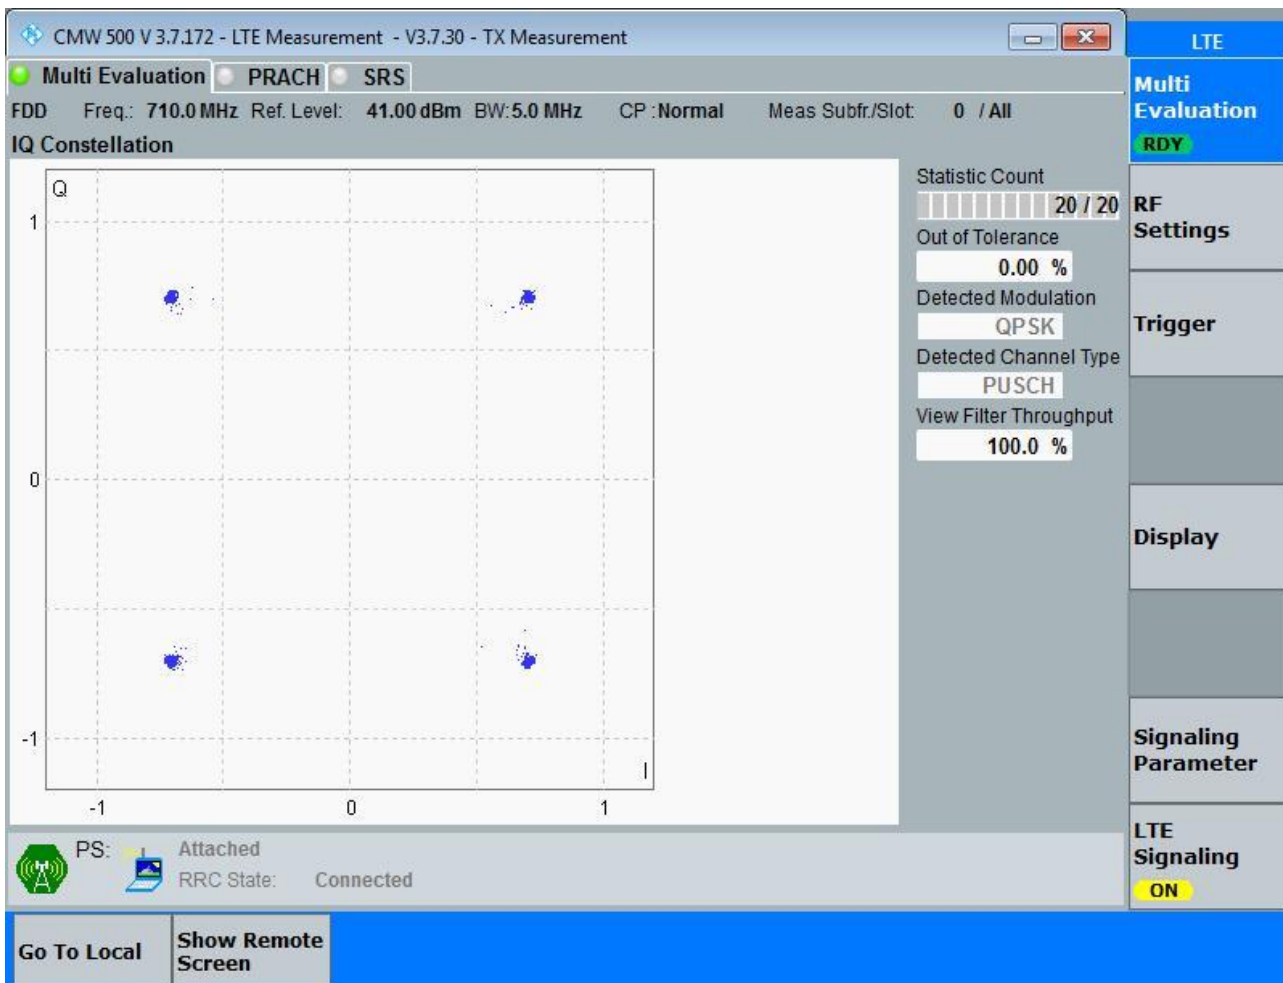 CMW 500 V 3.7.172 - LTE Measurement - V3.7.30 - TX Measurement
LTE
Multi Evaluation PRACH SRS
FDD Freq.: 710.0 MHz Ref. Level: 41.00 dBm BW: 5.0 MHz CP : Normal Meas Subfr./Slot: 0 / All
IQ Constellation
Q
1
0
-1
I
-1 0 1
Statistic Count
20 / 20
Out of Tolerance
0.00 %
Detected Modulation
QPSK
Detected Channel Type
PUSCH
View Filter Throughput
100.0 %
Multi
Evaluation
RDY
RF
Settings
Trigger
Display
Signaling
Parameter
LTE
Signaling
ON
PS: Attached
RRC State: Connected
Go To Local
Show Remote
Screen